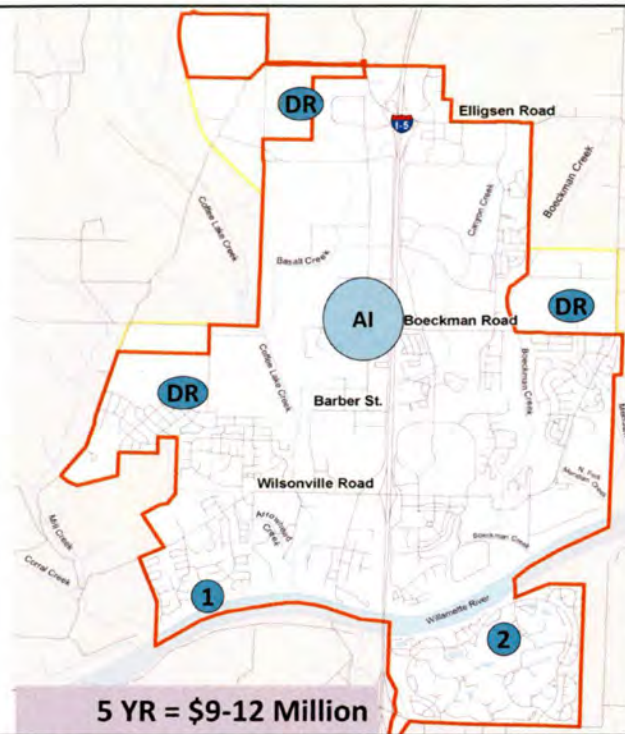 DR
Elligsen Road
I-5
Boeckman Creek
Canyon Creek
Coffee Lake Creek
Basalt Creek
DR
AI
Boeckman Road
Coffee Lake Creek
Boeckman Creek
DR
Barber St.
Wilsonville Road
N. Fork
Meridian Creek
Arrowhead
Creek
Mill Creek
Boeckman Creek
Corral Creek
1
Willamette River
2
5 YR = $9-12 Million